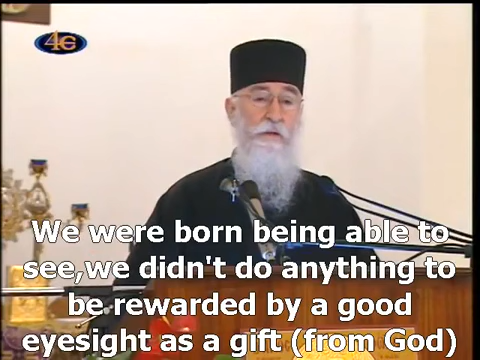 4E
We were born being able to
see,we didn't do anything to
be rewarded by a good
eyesight as a gift (from God)